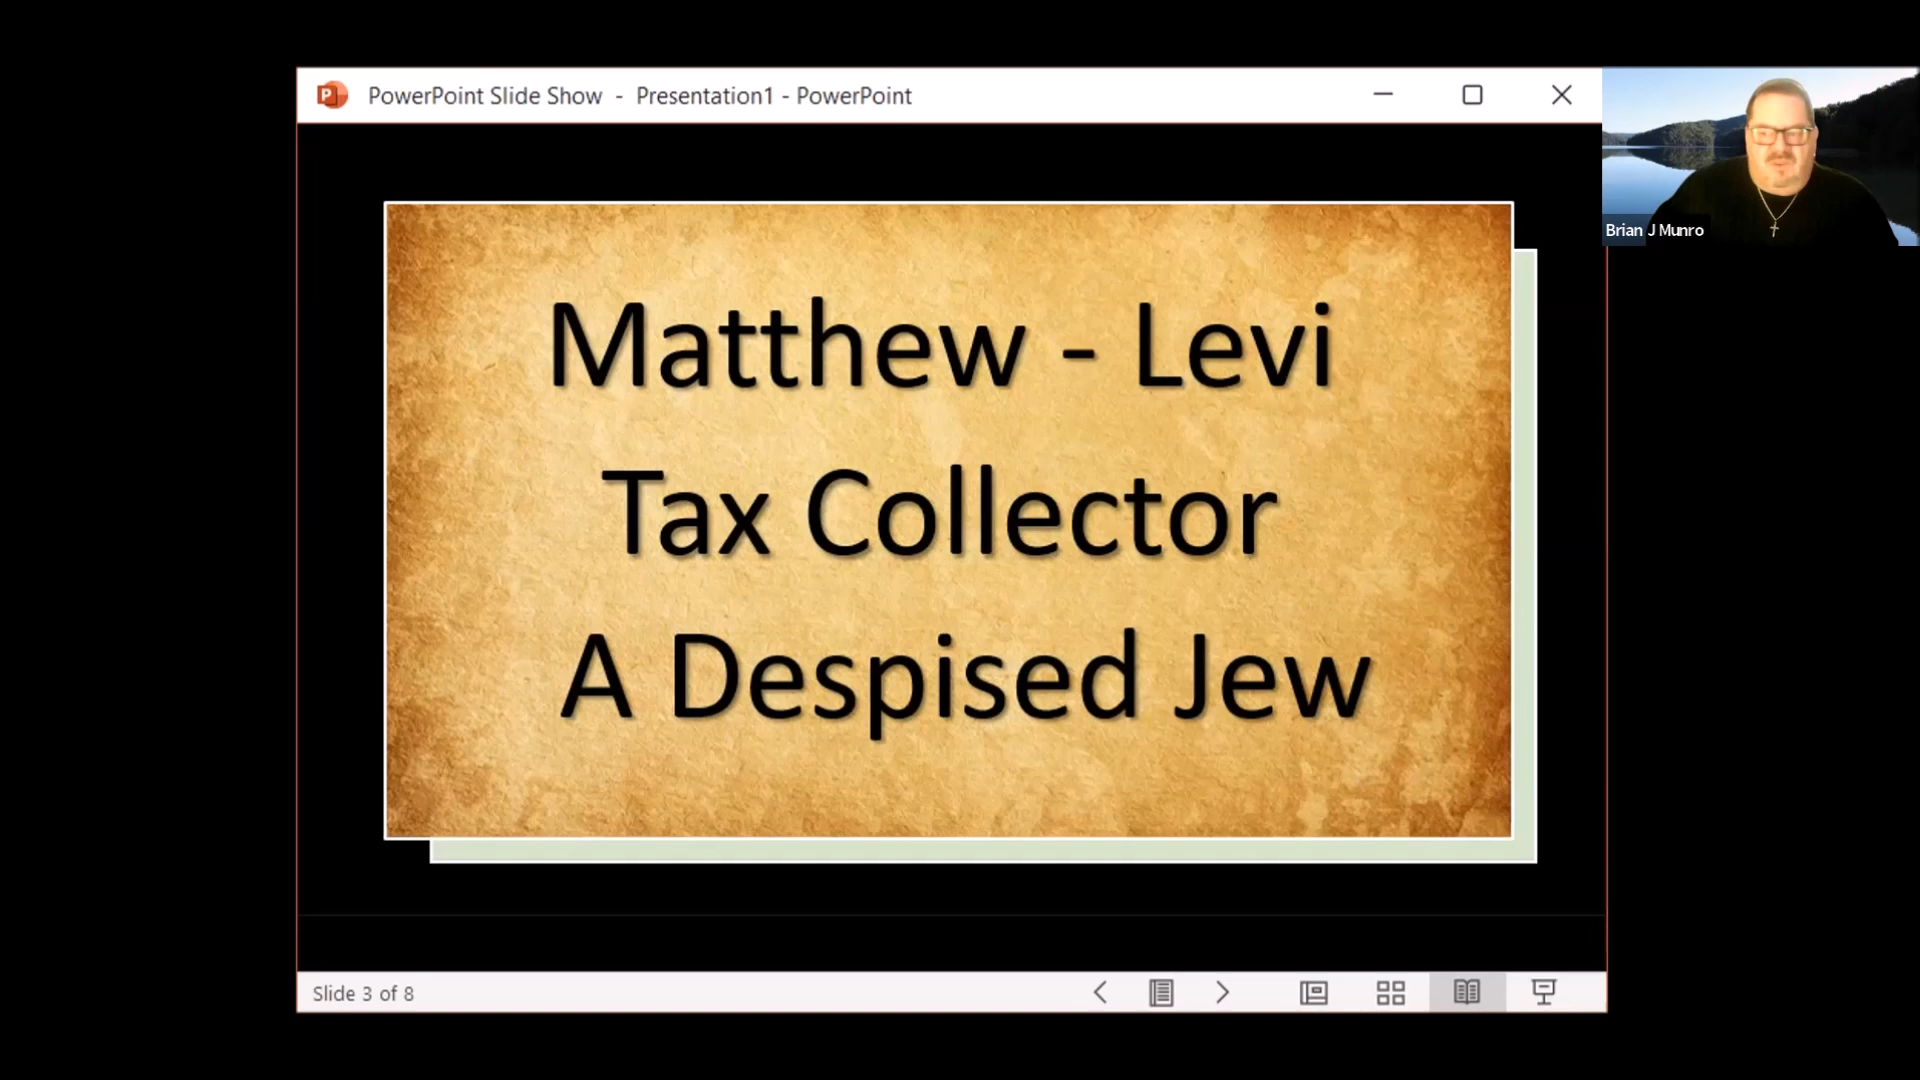 PowerPoint Slide Show - Presentation1 - PowerPoint
Brian J Munro
Matthew - Levi
Tax Collector
A Despised Jew
Slide 3 of 8